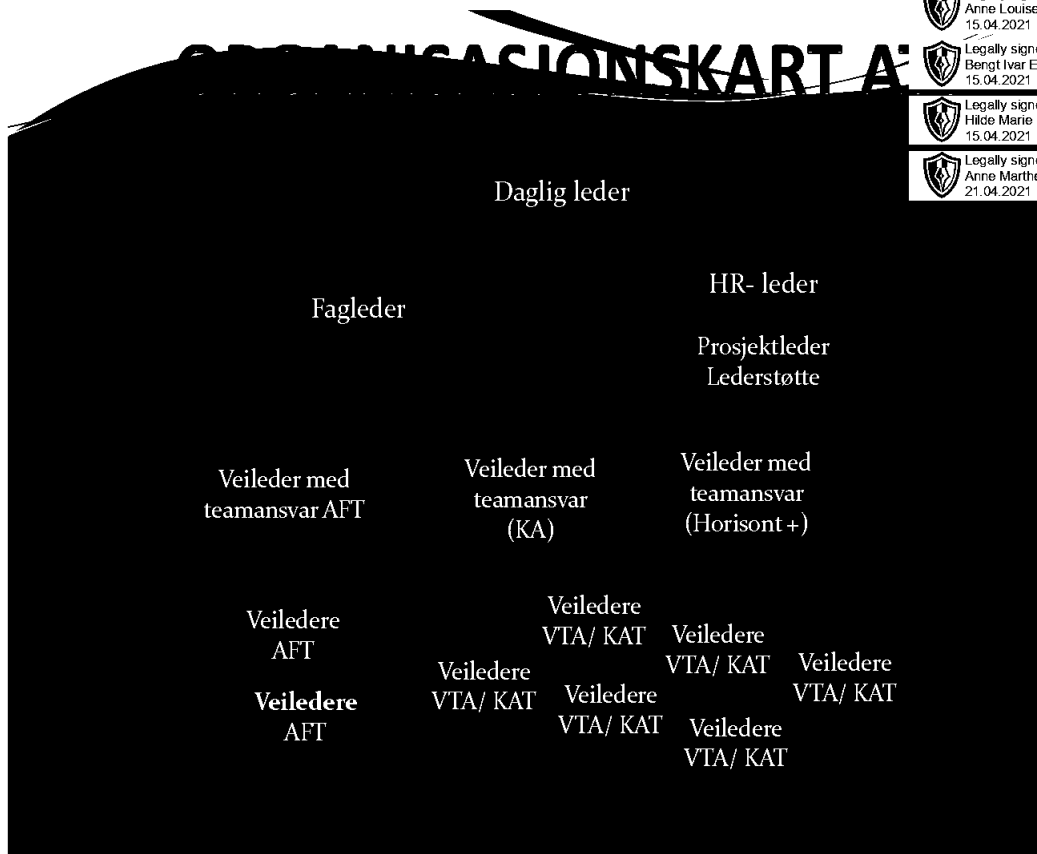 ORGANISASJONSKART
Anne Louise
15.04.2021
Legally signe
Bengt Ivar E
15.04.2021
Legally signe
Hilde Marie
15.04.2021
Legally signe
Anne Marthe
21.04.2021
Daglig leder
Fagleder
HR- leder
Prosjektleder
Lederstøtte
Veileder med
teamansvar AFT
Veileder med
teamansvar
(KA)
Veileder med
teamansvar
(Horisont +)
Veiledere
AFT
Veiledere
AFT
Veiledere
VTA/ KAT
Veiledere
VTA/ KAT
Veiledere
VTA/ KAT
Veiledere
VTA/ KAT
Veiledere
VTA/ KAT
Veiledere
VTA/ KAT